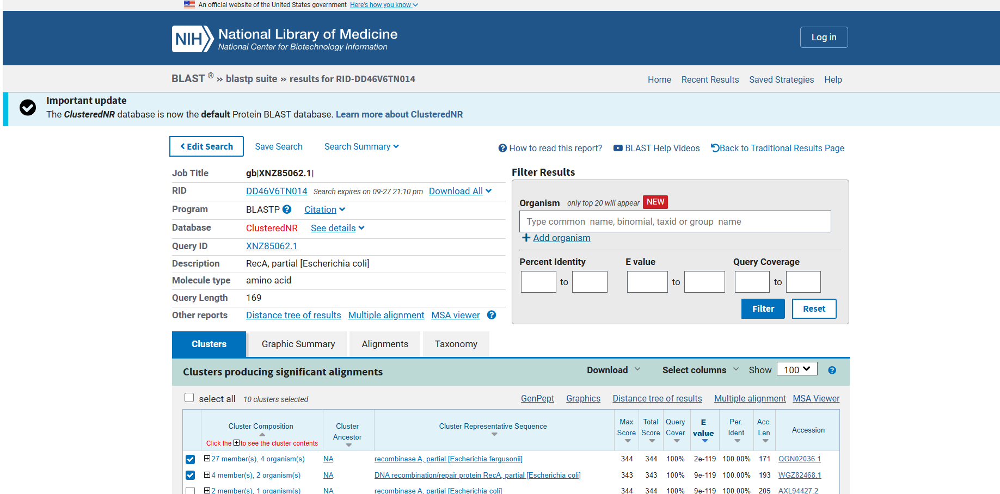 An official website of the United States government Here's how you know
NIH National Library of Medicine
National Center for Biotechnology Information
Log in
BLAST ® » blastp suite » results for RID-DD46V6TN014
Home Recent Results Saved Strategies Help
Important update
The ClusteredNR database is now the default Protein BLAST database. Learn more about ClusteredNR
Edit Search Save Search Search Summary
How to read this report? BLAST Help Videos Back to Traditional Results Page
Job Title gb|XNZ85062.1|
RID DD46V6TN014 Search expires on 09-27 21:10 pm Download All
Program BLASTP Citation
Database ClusteredNR See details
Query ID XNZ85062.1
Description RecA, partial [Escherichia coli]
Molecule type amino acid
Query Length 169
Other reports Distance tree of results Multiple alignment MSA viewer
Filter Results
Organism only top 20 will appear NEW
Type common name, binomial, taxid or group name
Add organism
Percent Identity E value Query Coverage
to to to
Filter Reset
Clusters Graphic Summary Alignments Taxonomy
Clusters producing significant alignments Download Select columns Show 100
select all 10 clusters selected GenPept Graphics Distance tree of results Multiple alignment MSA Viewer
Cluster Composition
Click the to see the cluster contents
Cluster
Ancestor
Cluster Representative Sequence
Max
Score
Total
Score
Query
Cover
E
value
Per.
Ident
Acc.
Len
Accession
27 member(s), 4 organism(s) NA recombinase A, partial [Escherichia fergusonii] 344 344 100% 2e-119 100.00% 171 QGN02036.1
4 member(s), 2 organism(s) NA DNA recombination/repair protein RecA, partial [Escherichia coli] 343 343 100% 9e-119 100.00% 193 WGZ82468.1
2 member(s), 1 organism(s) NA recombinase A, partial [Escherichia coli] 344 344 100% 9e-119 100.00% 205 AXL94427.2